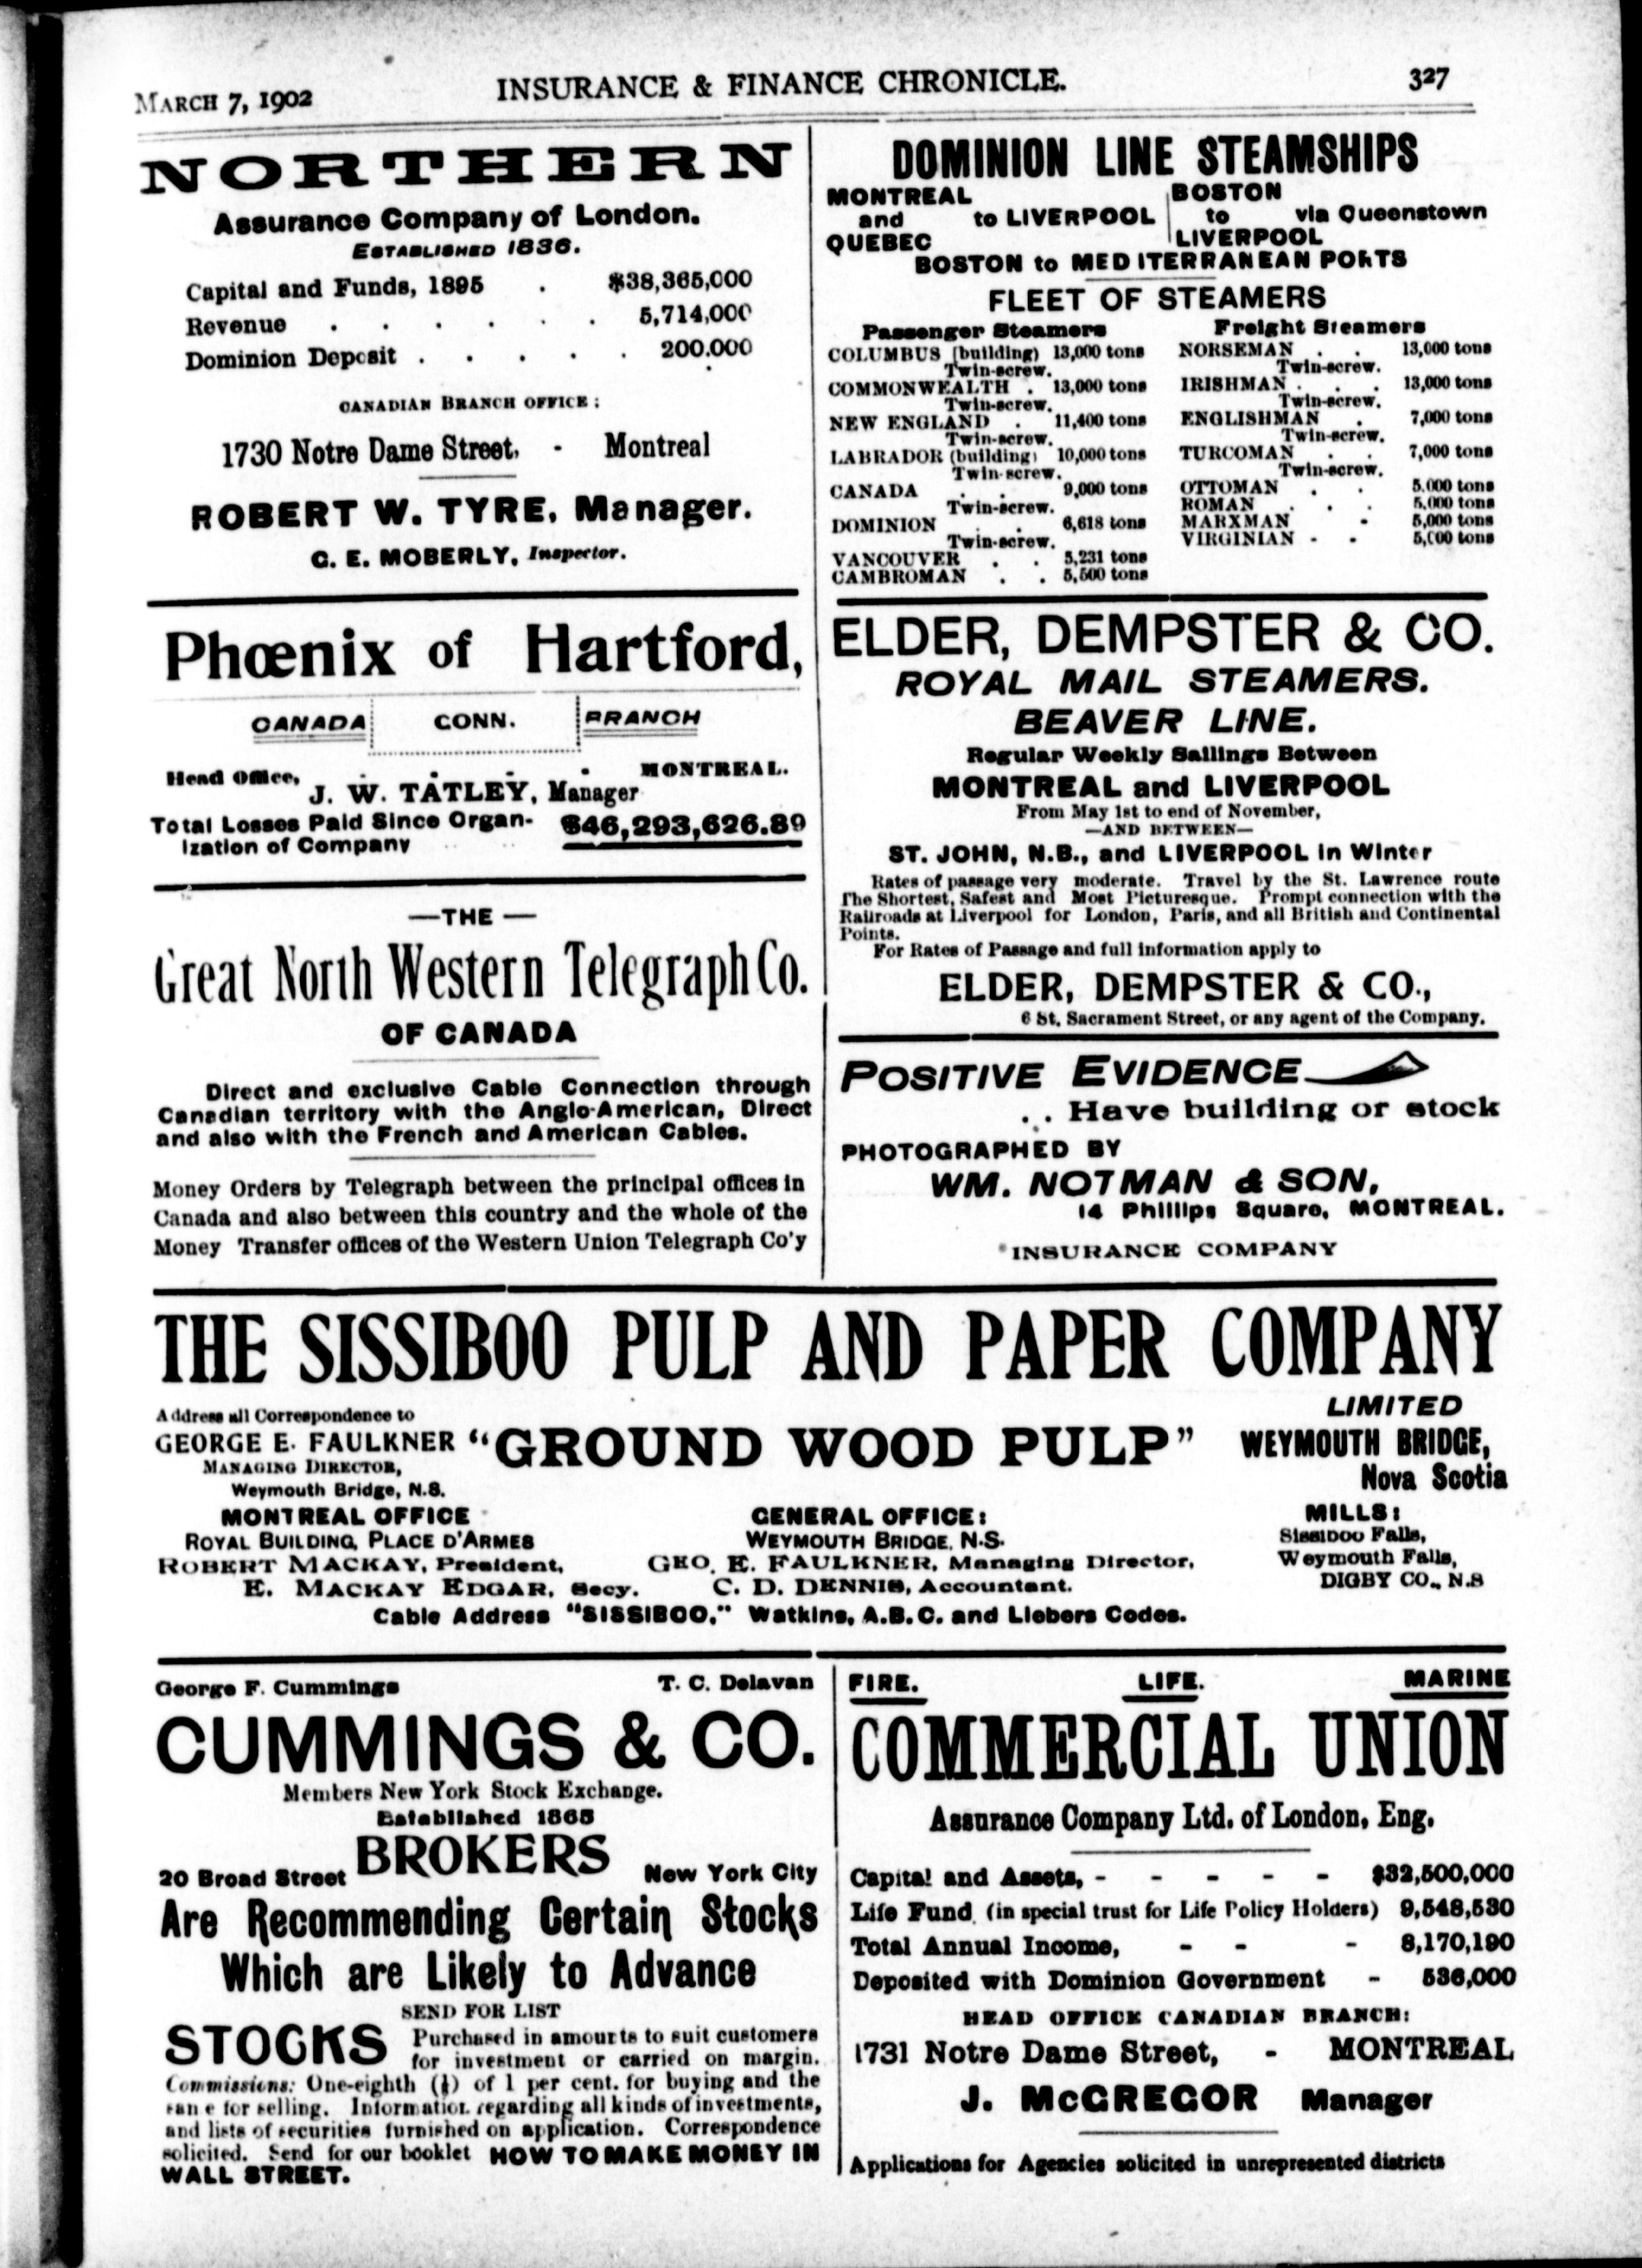 MARCH 7, 1902 INSURANCE & FINANCE CHRONICLE. 327
NORTHERN
Assurance Company of London.
ESTABLISHED 1836.
Capital and Funds, 1895 . $38,365,000
Revenue . . . . . . 5,714,000
Dominion Deposit . . . . . 200.000
CANADIAN BRANCH OFFICE:
1730 Notre Dame Street, - Montreal
ROBERT W. TYRE, Manager.
G. E. MOBERLY, Inspector.
Phœnix of Hartford,
CANADA CONN. BRANCH
Head Office, . . . . MONTREAL.
J. W. TATLEY, Manager
Total Losses Paid Since Organ- $46,293,626.89
ization of Company
—THE—
Great North Western Telegraph Co.
OF CANADA
Direct and exclusive Cable Connection through
Canadian territory with the Anglo-American, Direct
and also with the French and American Cables.
Money Orders by Telegraph between the principal offices in
Canada and also between this country and the whole of the
Money Transfer offices of the Western Union Telegraph Co'y
DOMINION LINE STEAMSHIPS
MONTREAL BOSTON
and to LIVERPOOL to via Queenstown
QUEBEC LIVERPOOL
BOSTON to MEDITERRANEAN PORTS
FLEET OF STEAMERS
Passenger Steamers Freight Steamers
COLUMBUS (building) 13,000 tons NORSEMAN . . 13,000 tons
Twin-screw. Twin-screw.
COMMONWEALTH . 13,000 tons IRISHMAN . . . 13,000 tons
Twin-screw. Twin-screw.
NEW ENGLAND . 11,400 tons ENGLISHMAN . 7,000 tons
Twin-screw. Twin-screw.
LABRADOR (building) 10,000 tons TURCOMAN . . 7,000 tons
Twin-screw. Twin-screw.
CANADA . . 9,000 tons OTTOMAN . . 5,000 tons
Twin-screw. ROMAN . . . 5,000 tons
DOMINION . . 6,618 tons MARXMAN - 5,000 tons
Twin-screw. VIRGINIAN - - 5,000 tons
VANCOUVER . . 5,231 tons
CAMBROMAN . . 5,500 tons
ELDER, DEMPSTER & CO.
ROYAL MAIL STEAMERS.
BEAVER LINE.
Regular Weekly Sailings Between
MONTREAL and LIVERPOOL
From May 1st to end of November,
—AND BETWEEN—
ST. JOHN, N.B., and LIVERPOOL in Winter
Rates of passage very moderate. Travel by the St. Lawrence route
The Shortest, Safest and Most Picturesque. Prompt connection with the
Railroads at Liverpool for London, Paris, and all British and Continental
Points.
For Rates of Passage and full information apply to
ELDER, DEMPSTER & CO.,
6 St. Sacrament Street, or any agent of the Company.
POSITIVE EVIDENCE
. . Have building or stock
PHOTOGRAPHED BY
WM. NOTMAN & SON,
14 Phillips Square, MONTREAL.
INSURANCE COMPANY
THE SISSIBOO PULP AND PAPER COMPANY
LIMITED
Address all Correspondence to
GEORGE E. FAULKNER "GROUND WOOD PULP" WEYMOUTH BRIDGE,
MANAGING DIRECTOR, Nova Scotia
Weymouth Bridge, N.S.
MONTREAL OFFICE GENERAL OFFICE: MILLS:
ROYAL BUILDING, PLACE D'ARMES WEYMOUTH BRIDGE, N.S. Sissiboo Falls,
ROBERT MACKAY, President, GEO. E. FAULKNER, Managing Director, Weymouth Falls,
E. MACKAY EDGAR, Secy. C. D. DENNIS, Accountant. DIGBY CO., N.S
Cable Address "SISSIBOO," Watkins, A.B.C. and Liebers Codes.
George F. Cummings T. C. Delavan
CUMMINGS & CO.
Members New York Stock Exchange.
Established 1865
20 Broad Street BROKERS New York City
Are Recommending Certain Stocks
Which are Likely to Advance
SEND FOR LIST
STOCKS Purchased in amounts to suit customers
for investment or carried on margin.
Commissions: One-eighth (⅛) of 1 per cent. for buying and the
same for selling. Information regarding all kinds of investments,
and lists of securities furnished on application. Correspondence
solicited. Send for our booklet HOW TO MAKE MONEY IN
WALL STREET.
FIRE. LIFE. MARINE
COMMERCIAL UNION
Assurance Company Ltd. of London, Eng.
Capital and Assets, - - - - - $32,500,000
Life Fund (in special trust for Life Policy Holders) 9,548,530
Total Annual Income, - - - 8,170,190
Deposited with Dominion Government - 536,000
HEAD OFFICE CANADIAN BRANCH:
1731 Notre Dame Street, - MONTREAL
J. McGREGOR Manager
Applications for Agencies solicited in unrepresented districts